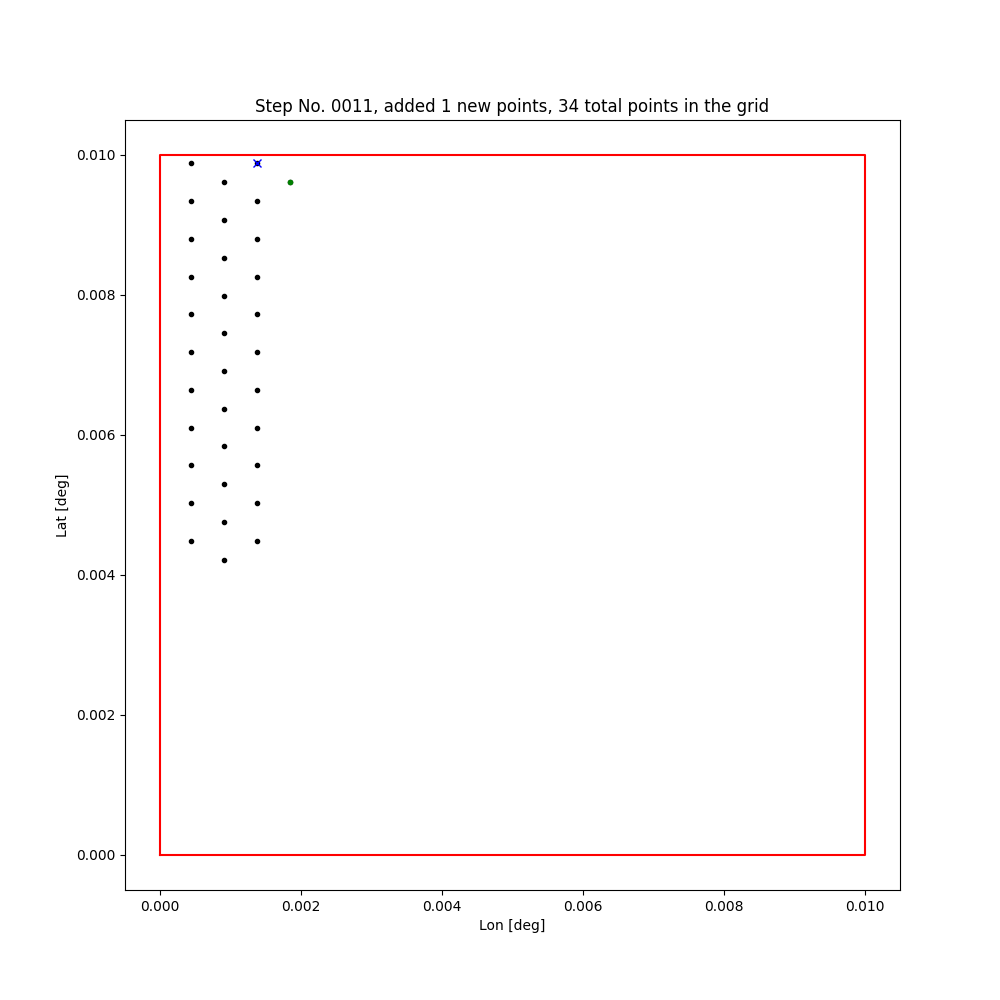 Step No. 0011, added 1 new points, 34 total points in the grid
0.010
0.008
0.006
0.004
0.002
0.000
Lat [deg]
0.000 0.002 0.004 0.006 0.008 0.010
Lon [deg]